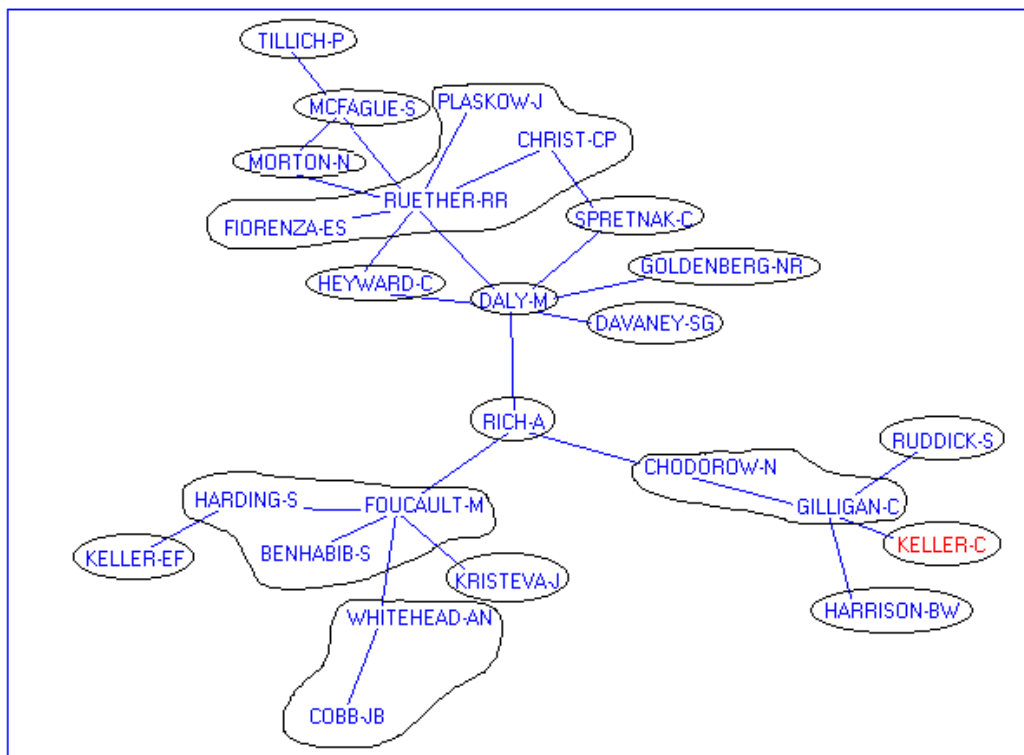 TILLICH-P
MCFAGUE-S
PLASKOW-J
CHRIST-CP
MORTON-N
RUETHER-RR
FIORENZA-ES
SPRETNAK-C
GOLDENBERG-NR
HEYWARD-C
DALY-M
DAVANEY-SG
RICH-A
RUDDICK-S
CHODOROW-N
HARDING-S
FOUCAULT-M
GILLIGAN-C
KELLER-C
BENHABIB-S
KELLER-EF
KRISTEVA-J
HARRISON-BW
WHITEHEAD-AN
COBB-JB